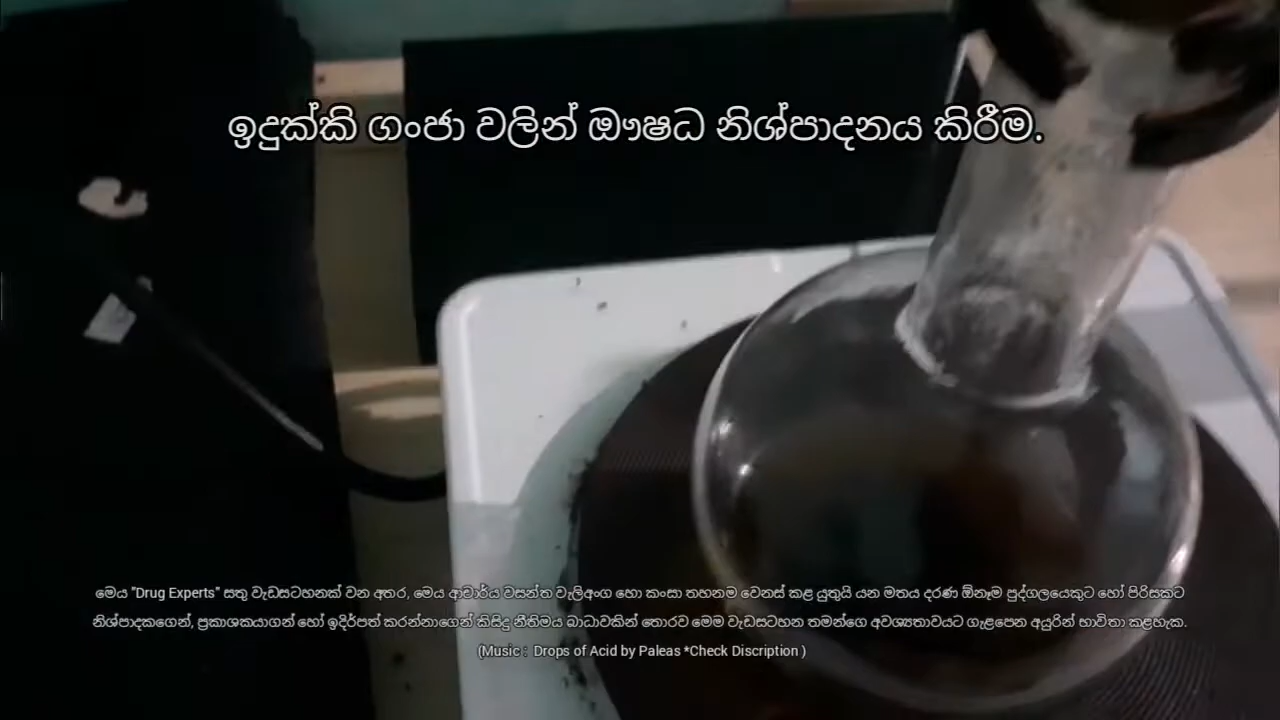 ඉදුක්කි ගංජා වලින් ඖෂධ නිශ්පාදනය කිරීම.
මෙය "Drug Experts" සතු වැඩසටහනක් වන අතර, මෙය ආචාර්ය වසන්ත වැලිඅංග හො කංසා තහනම වෙනස් කළ යුතුයි යන මතය දරණ ඕනෑම පුද්ගලයෙකුට හෝ පිරිසකට
නිශ්පාදකගෙන්, ප්‍රකාශකයාගන් හෝ ඉදිර්පත් කරන්නාගෙන් කිසිදු නීතිමය බාධාවකින් තොරව මෙම වැඩසටහන තමන්ගෙ අවශ්‍යතාවයට ගැළපෙන අයුරින් භාවිතා කළහැක.
(Music : Drops of Acid by Paleas *Check Discription )